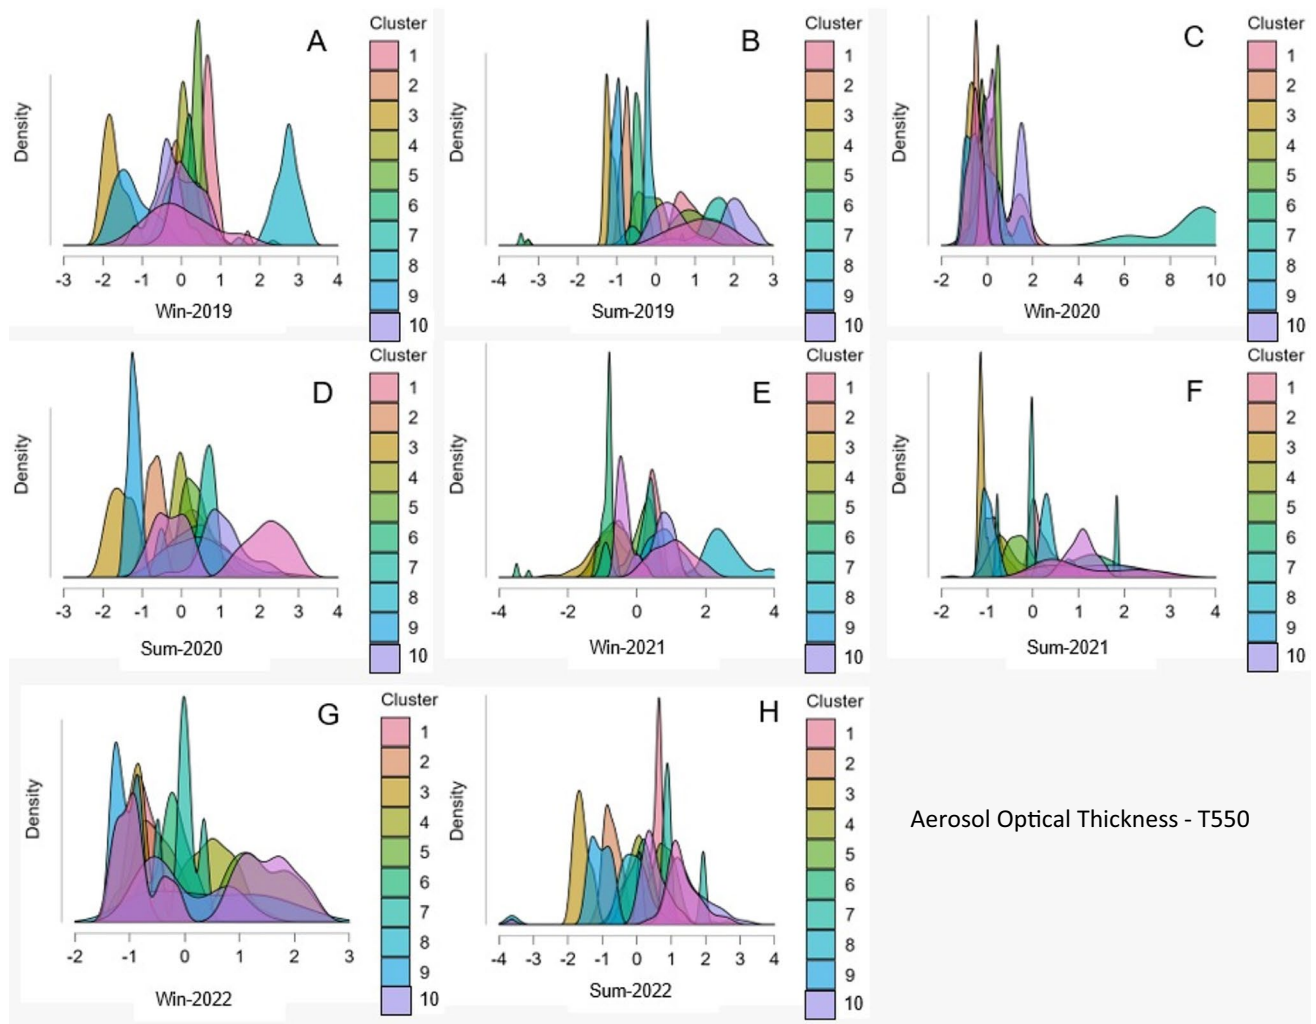 A
Cluster
1
2
3
4
5
6
7
8
9
10
Density
-3 -2 -1 0 1 2 3 4
Win-2019
B
Cluster
1
2
3
4
5
6
7
8
9
10
Density
-4 -3 -2 -1 0 1 2 3
Sum-2019
C
Cluster
1
2
3
4
5
6
7
8
9
10
Density
-2 0 2 4 6 8 10
Win-2020
D
Cluster
1
2
3
4
5
6
7
8
9
10
Density
-3 -2 -1 0 1 2 3 4
Sum-2020
E
Cluster
1
2
3
4
5
6
7
8
9
10
Density
-4 -2 0 2 4
Win-2021
F
Cluster
1
2
3
4
5
6
7
8
9
10
Density
-2 -1 0 1 2 3 4
Sum-2021
G
Cluster
1
2
3
4
5
6
7
8
9
10
Density
-2 -1 0 1 2 3
Win-2022
H
Cluster
1
2
3
4
5
6
7
8
9
10
Density
-4 -3 -2 -1 0 1 2 3 4
Sum-2022
Aerosol Optical Thickness - T550